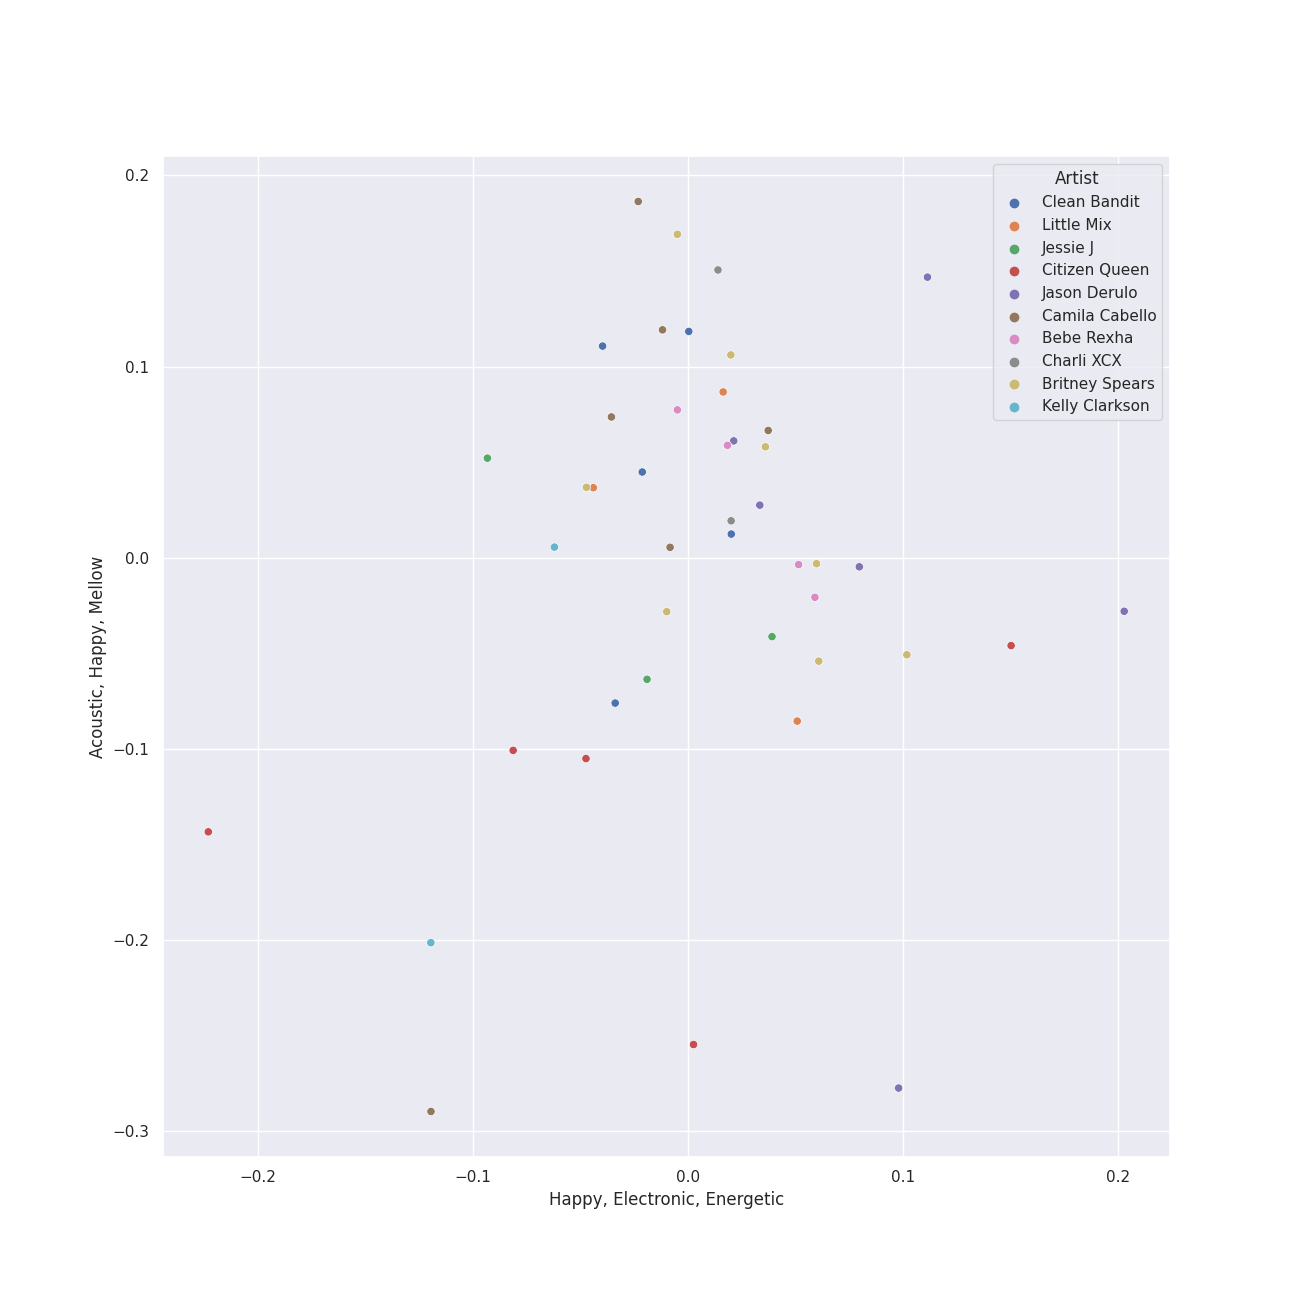 Artist
Clean Bandit
Little Mix
Jessie J
Citizen Queen
Jason Derulo
Camila Cabello
Bebe Rexha
Charli XCX
Britney Spears
Kelly Clarkson
0.2
0.1
0.0
−0.1
−0.2
−0.3
Acoustic, Happy, Mellow
−0.2 −0.1 0.0 0.1 0.2
Happy, Electronic, Energetic